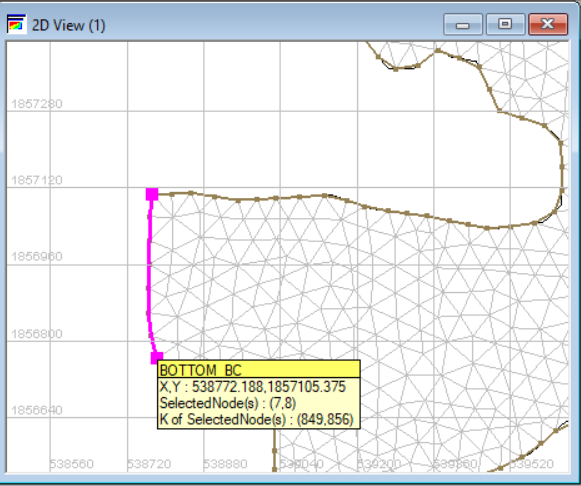 2D View (1)
1857280
1857120
1856960
1856800
BOTTOM_BC
X,Y : 538772.188,1857105.375
SelectedNode(s) : (7,8)
K of SelectedNode(s) : (849,856)
1856640
538560 538720 538880 539040 539200 539360 539520